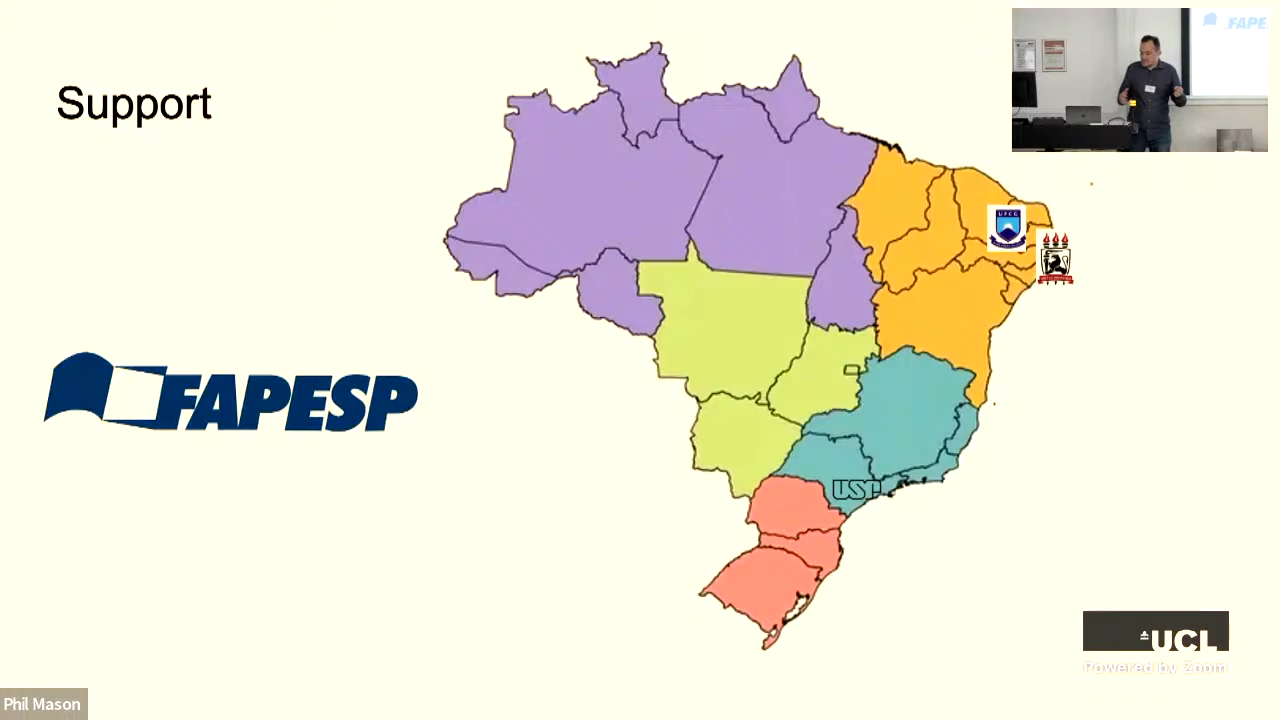 FAPE
Support
UFCG
FAPESP
USP
UCL
Powered by Zoom
Phil Mason